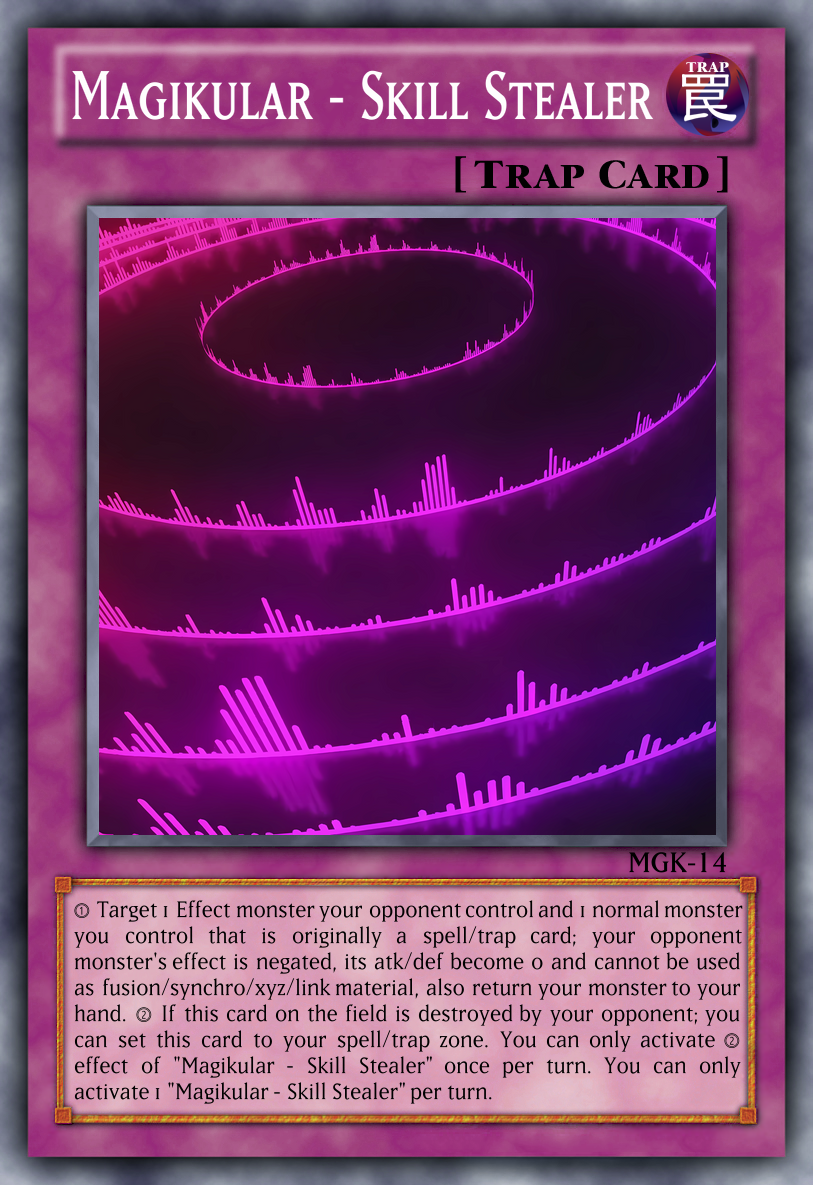 Magikular - Skill Stealer
TRAP
罠
[Trap Card]
MGK-14
① Target 1 Effect monster your opponent control and 1 normal monster
you control that is originally a spell/trap card; your opponent
monster's effect is negated, its atk/def become 0 and cannot be used
as fusion/synchro/xyz/link material, also return your monster to your
hand. ② If this card on the field is destroyed by your opponent; you
can set this card to your spell/trap zone. You can only activate ②
effect of "Magikular - Skill Stealer" once per turn. You can only
activate 1 "Magikular - Skill Stealer" per turn.